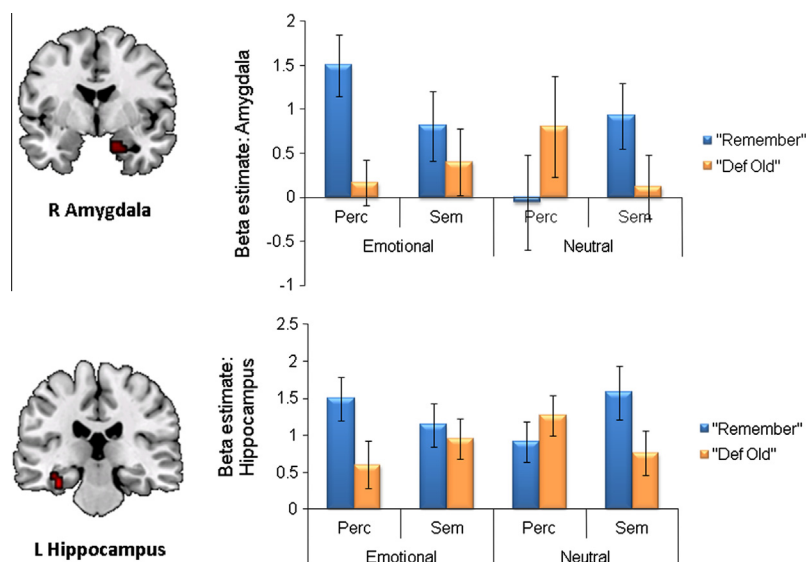 R Amygdala
Beta estimate: Amygdala
2
1.5
1
0.5
0
-0.5
-1
Perc Sem Perc Sem
Emotional Neutral
"Remember"
"Def Old"
L Hippocampus
Beta estimate:
Hippocampus
2.5
2
1.5
1
0.5
0
Perc Sem Perc Sem
Emotional Neutral
"Remember"
"Def Old"